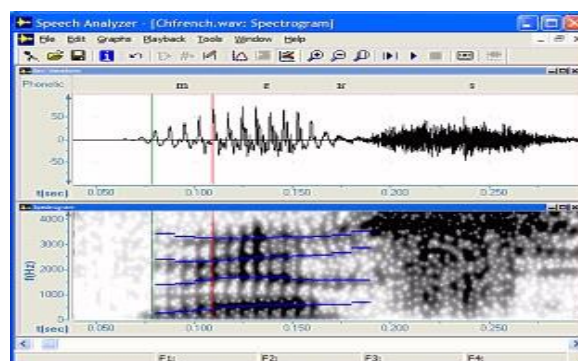 Speech Analyzer - [Chfrench.wav: Spectrogram]
File Edit Graphs Playback Tools Window Help
Phonetic m ɛ ʁ s
50
0
-50
t(sec) 0.050 0.100 0.150 0.200 0.250
Spectrogram
4000
3000
2000
1000
0
f(Hz)
t(sec) 0.050 0.100 0.150 0.200 0.250
F1: F2: F3: F4: